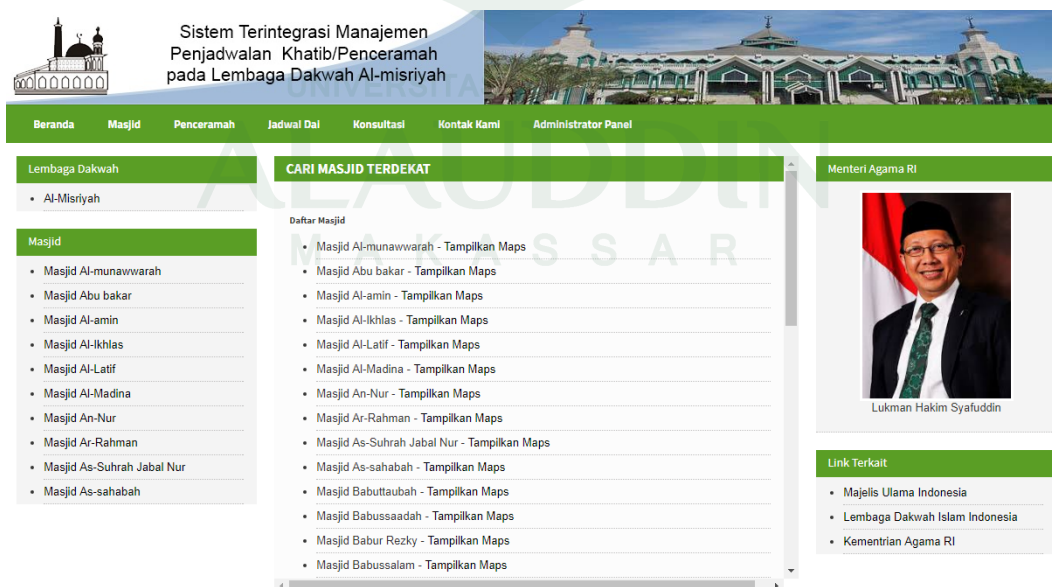 Sistem Terintegrasi Manajemen
Penjadwalan Khatib/Penceramah
pada Lembaga Dakwah Al-misriyah
UNIVERSITA
Beranda Masjid Penceramah Jadwal Dai Konsultasi Kontak Kami Administrator Panel
ALAUDDIN
MAKASSAR
Lembaga Dakwah
Al-Misriyah
Masjid
Masjid Al-munawwarah
Masjid Abu bakar
Masjid Al-amin
Masjid Al-Ikhlas
Masjid Al-Latif
Masjid Al-Madina
Masjid An-Nur
Masjid Ar-Rahman
Masjid As-Suhrah Jabal Nur
Masjid As-sahabah
CARI MASJID TERDEKAT
Daftar Masjid
Masjid Al-munawwarah - Tampilkan Maps
Masjid Abu bakar - Tampilkan Maps
Masjid Al-amin - Tampilkan Maps
Masjid Al-Ikhlas - Tampilkan Maps
Masjid Al-Latif - Tampilkan Maps
Masjid Al-Madina - Tampilkan Maps
Masjid An-Nur - Tampilkan Maps
Masjid Ar-Rahman - Tampilkan Maps
Masjid As-Suhrah Jabal Nur - Tampilkan Maps
Masjid As-sahabah - Tampilkan Maps
Masjid Babuttaubah - Tampilkan Maps
Masjid Babussaadah - Tampilkan Maps
Masjid Babur Rezky - Tampilkan Maps
Masjid Babussalam - Tampilkan Maps
Menteri Agama RI
Lukman Hakim Syafuddin
Link Terkait
Majelis Ulama Indonesia
Lembaga Dakwah Islam Indonesia
Kementrian Agama RI